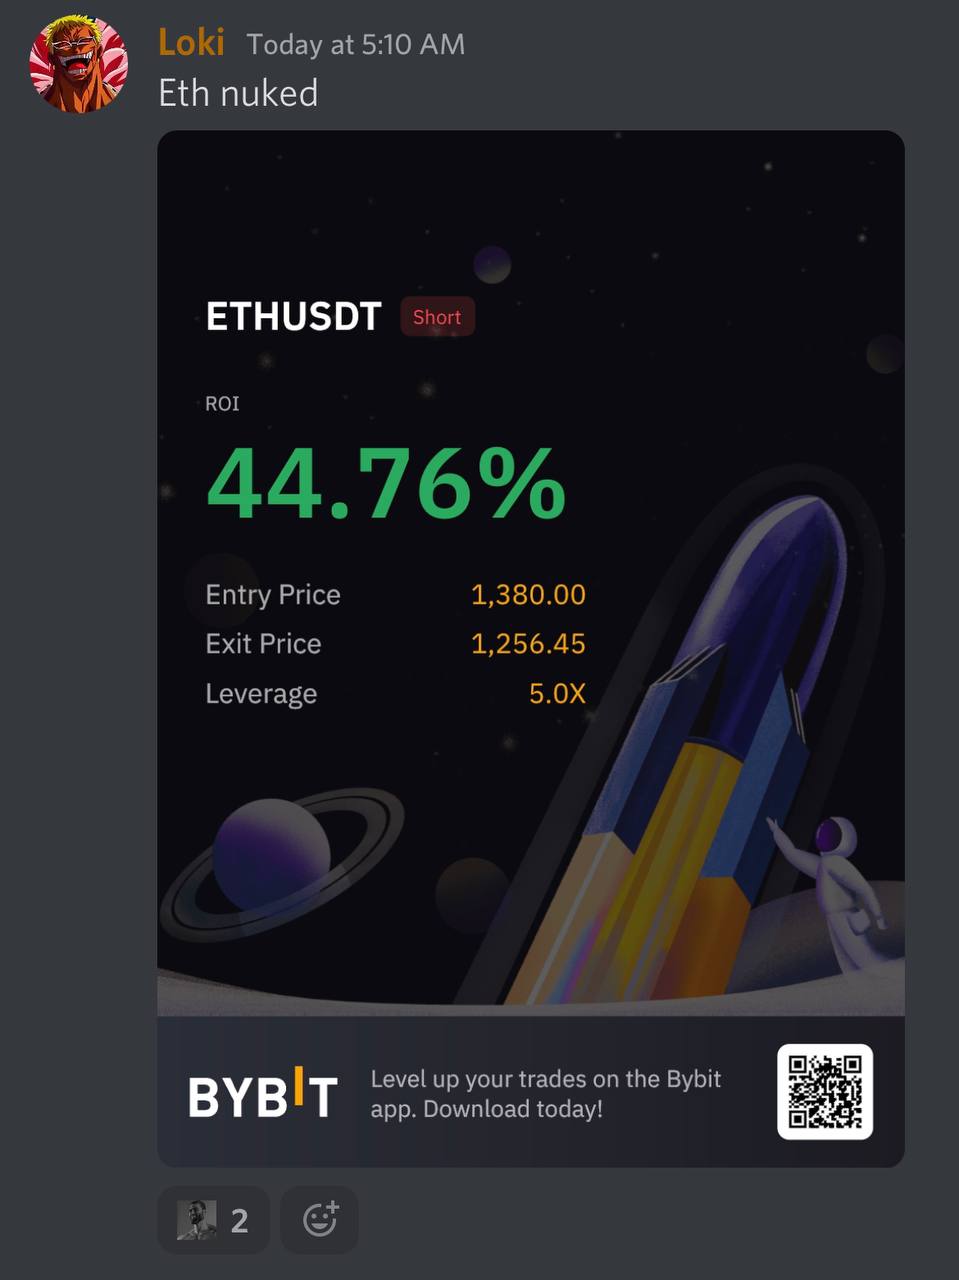 Loki Today at 5:10 AM
Eth nuked
ETHUSDT Short
ROI
44.76%
Entry Price 1,380.00
Exit Price 1,256.45
Leverage 5.0X
BYBIT
Level up your trades on the Bybit
app. Download today!
2